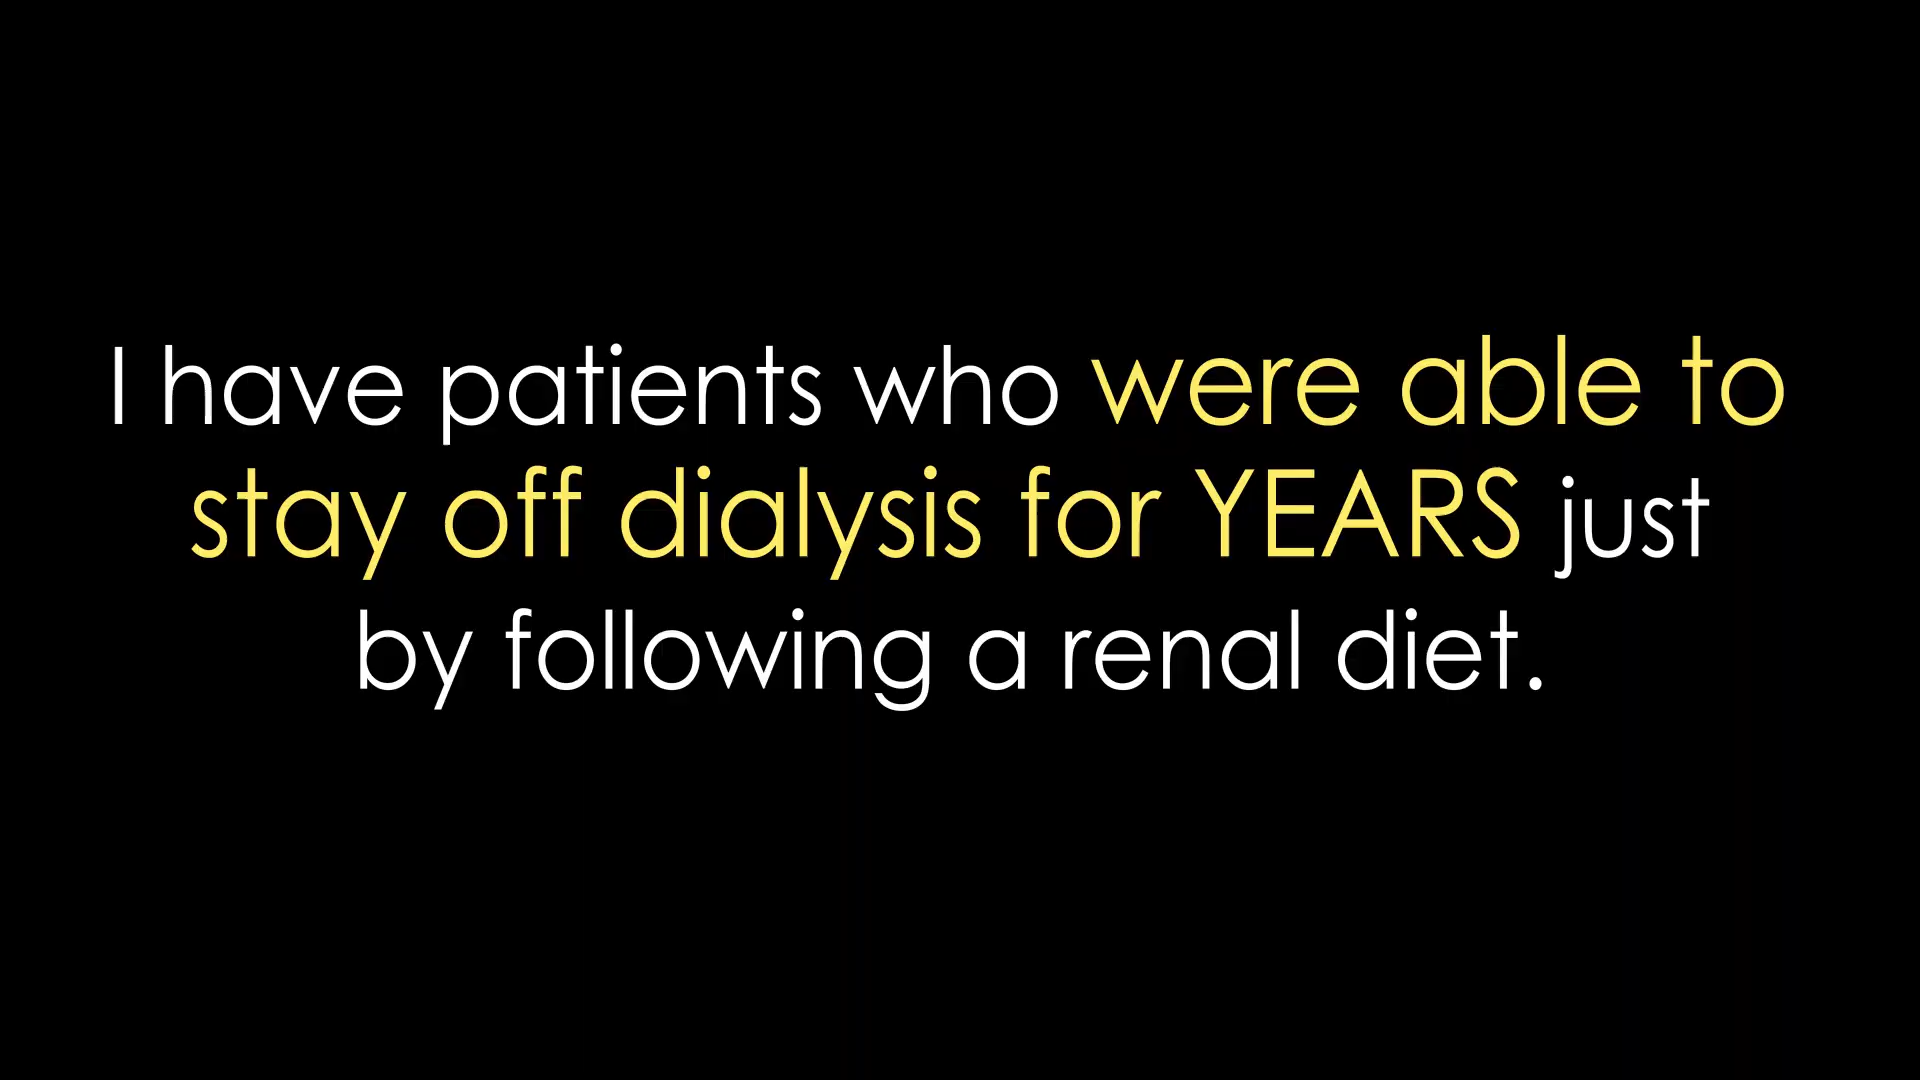 I have patients who were able to
stay off dialysis for YEARS just
by following a renal diet.